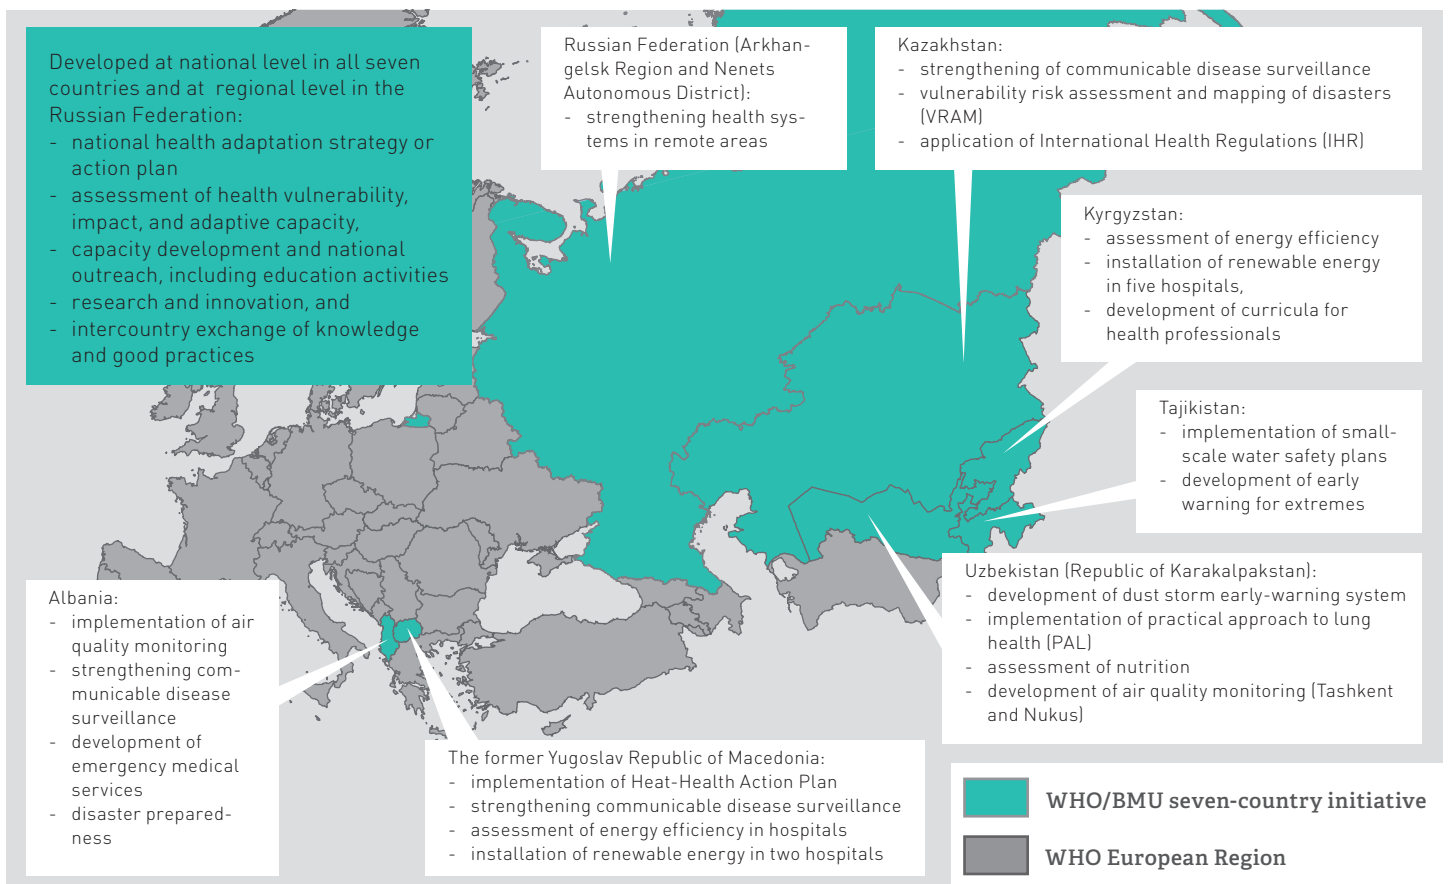 Developed at national level in all seven
countries and at regional level in the
Russian Federation:
- national health adaptation strategy or
action plan
- assessment of health vulnerability,
impact, and adaptive capacity,
- capacity development and national
outreach, including education activities
- research and innovation, and
- intercountry exchange of knowledge
and good practices
Russian Federation (Arkhan-
gelsk Region and Nenets
Autonomous District):
- strengthening health sys-
tems in remote areas
Kazakhstan:
- strengthening of communicable disease surveillance
- vulnerability risk assessment and mapping of disasters
(VRAM)
- application of International Health Regulations (IHR)
Kyrgyzstan:
- assessment of energy efficiency
- installation of renewable energy
in five hospitals,
- development of curricula for
health professionals
Tajikistan:
- implementation of small-
scale water safety plans
- development of early
warning for extremes
Uzbekistan (Republic of Karakalpakstan):
- development of dust storm early-warning system
- implementation of practical approach to lung
health (PAL)
- assessment of nutrition
- development of air quality monitoring (Tashkent
and Nukus)
Albania:
- implementation of air
quality monitoring
- strengthening com-
municable disease
surveillance
- development of
emergency medical
services
- disaster prepared-
ness
The former Yugoslav Republic of Macedonia:
- implementation of Heat-Health Action Plan
- strengthening communicable disease surveillance
- assessment of energy efficiency in hospitals
- installation of renewable energy in two hospitals
WHO/BMU seven-country initiative
WHO European Region